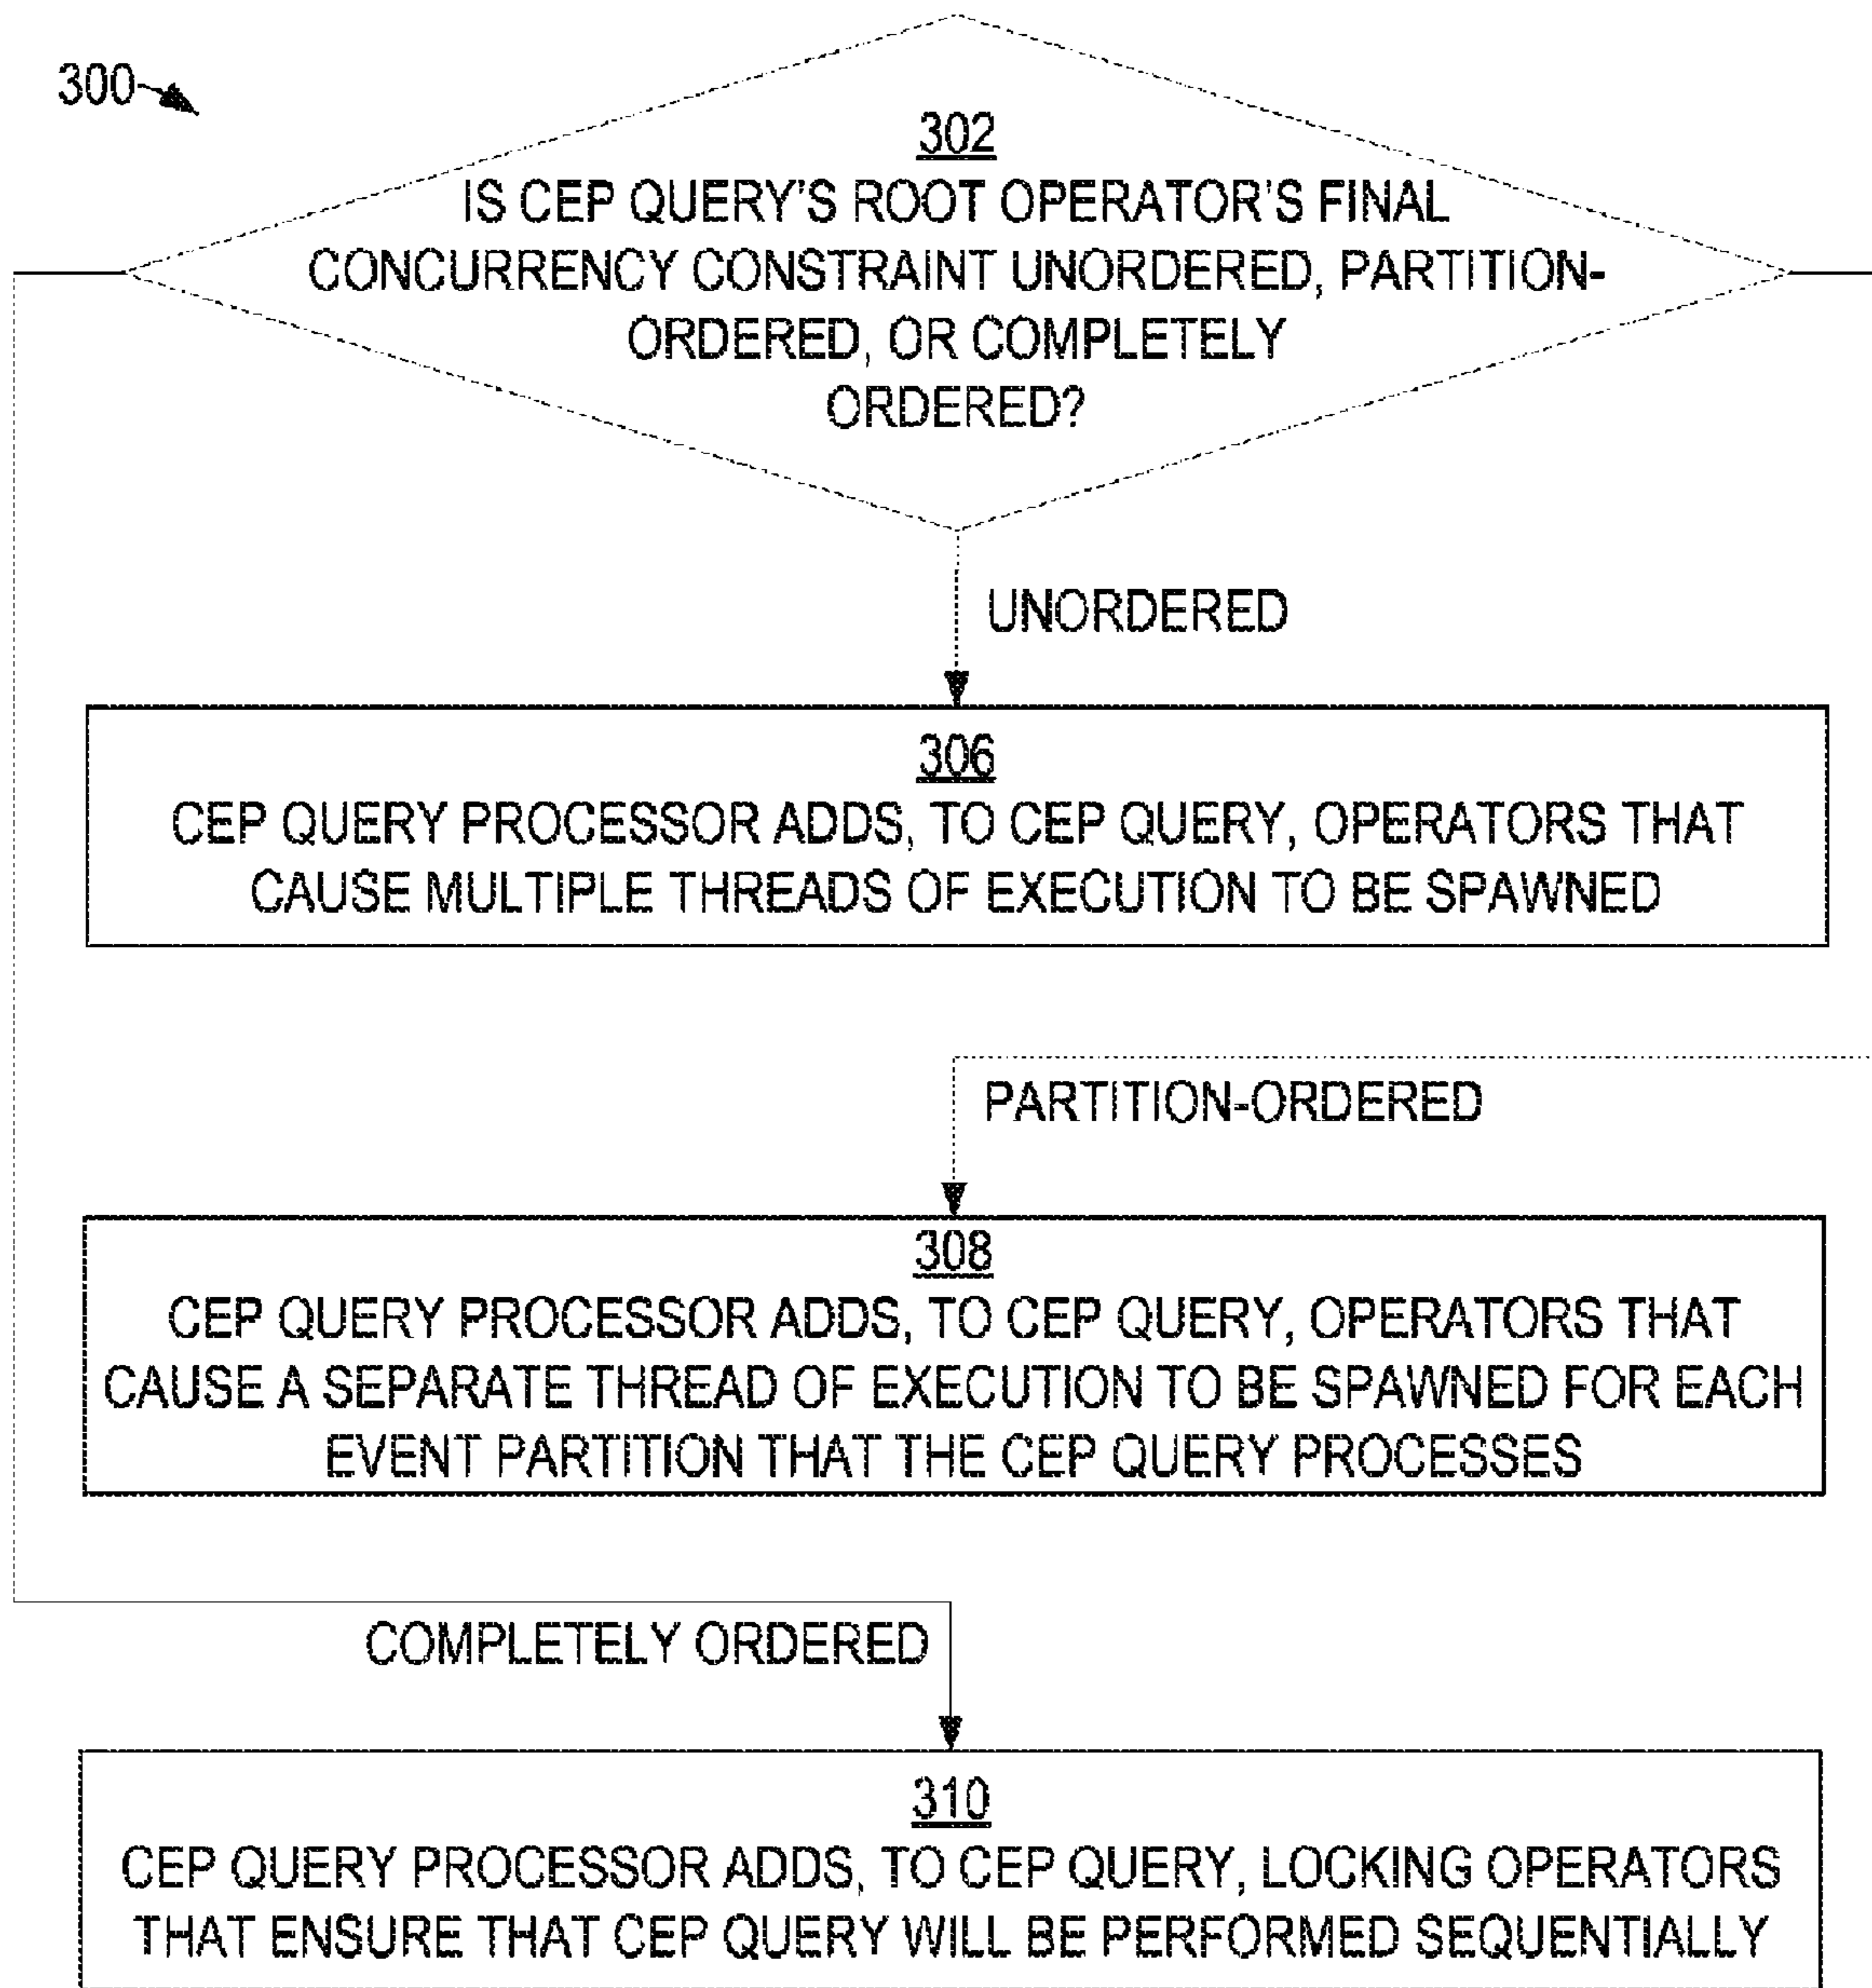 300
302
IS CEP QUERY'S ROOT OPERATOR'S FINAL
CONCURRENCY CONSTRAINT UNORDERED, PARTITION-
ORDERED, OR COMPLETELY
ORDERED?
UNORDERED
306
CEP QUERY PROCESSOR ADDS, TO CEP QUERY, OPERATORS THAT
CAUSE MULTIPLE THREADS OF EXECUTION TO BE SPAWNED
PARTITION-ORDERED
308
CEP QUERY PROCESSOR ADDS, TO CEP QUERY, OPERATORS THAT
CAUSE A SEPARATE THREAD OF EXECUTION TO BE SPAWNED FOR EACH
EVENT PARTITION THAT THE CEP QUERY PROCESSES
COMPLETELY ORDERED
310
CEP QUERY PROCESSOR ADDS, TO CEP QUERY, LOCKING OPERATORS
THAT ENSURE THAT CEP QUERY WILL BE PERFORMED SEQUENTIALLY